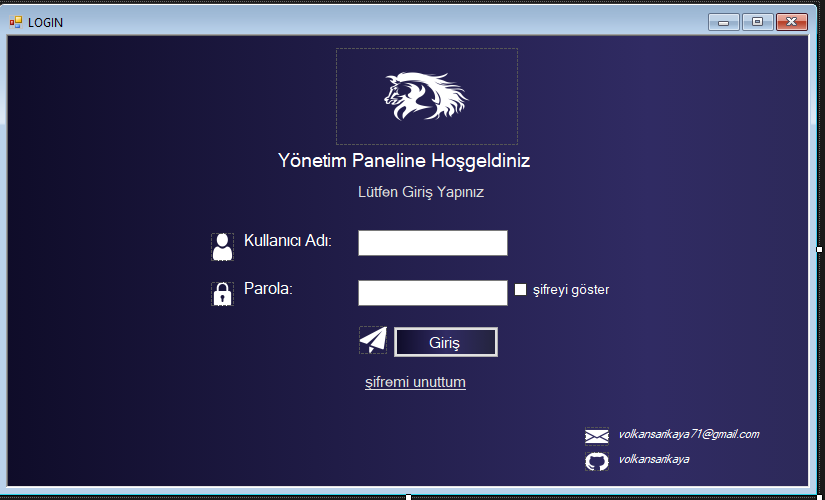 LOGIN
Yönetim Paneline Hoşgeldiniz
Lütfen Giriş Yapınız
Kullanıcı Adı:
Parola:
şifreyi göster
Giriş
şifremi unuttum
volkansarikaya71@gmail.com
volkansarikaya